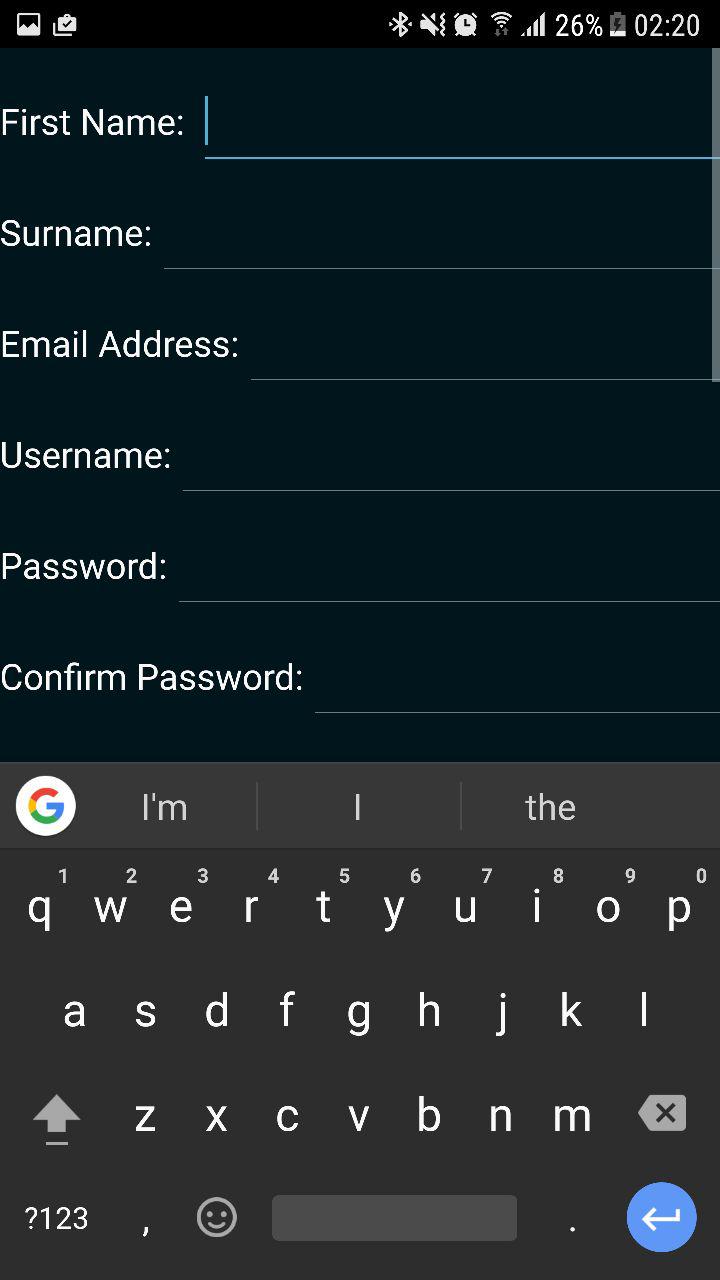 26% 02:20
First Name:
Surname:
Email Address:
Username:
Password:
Confirm Password:
G I'm I the
1 2 3 4 5 6 7 8 9 0
q w e r t y u i o p
a s d f g h j k l
z x c v b n m
?123 , .